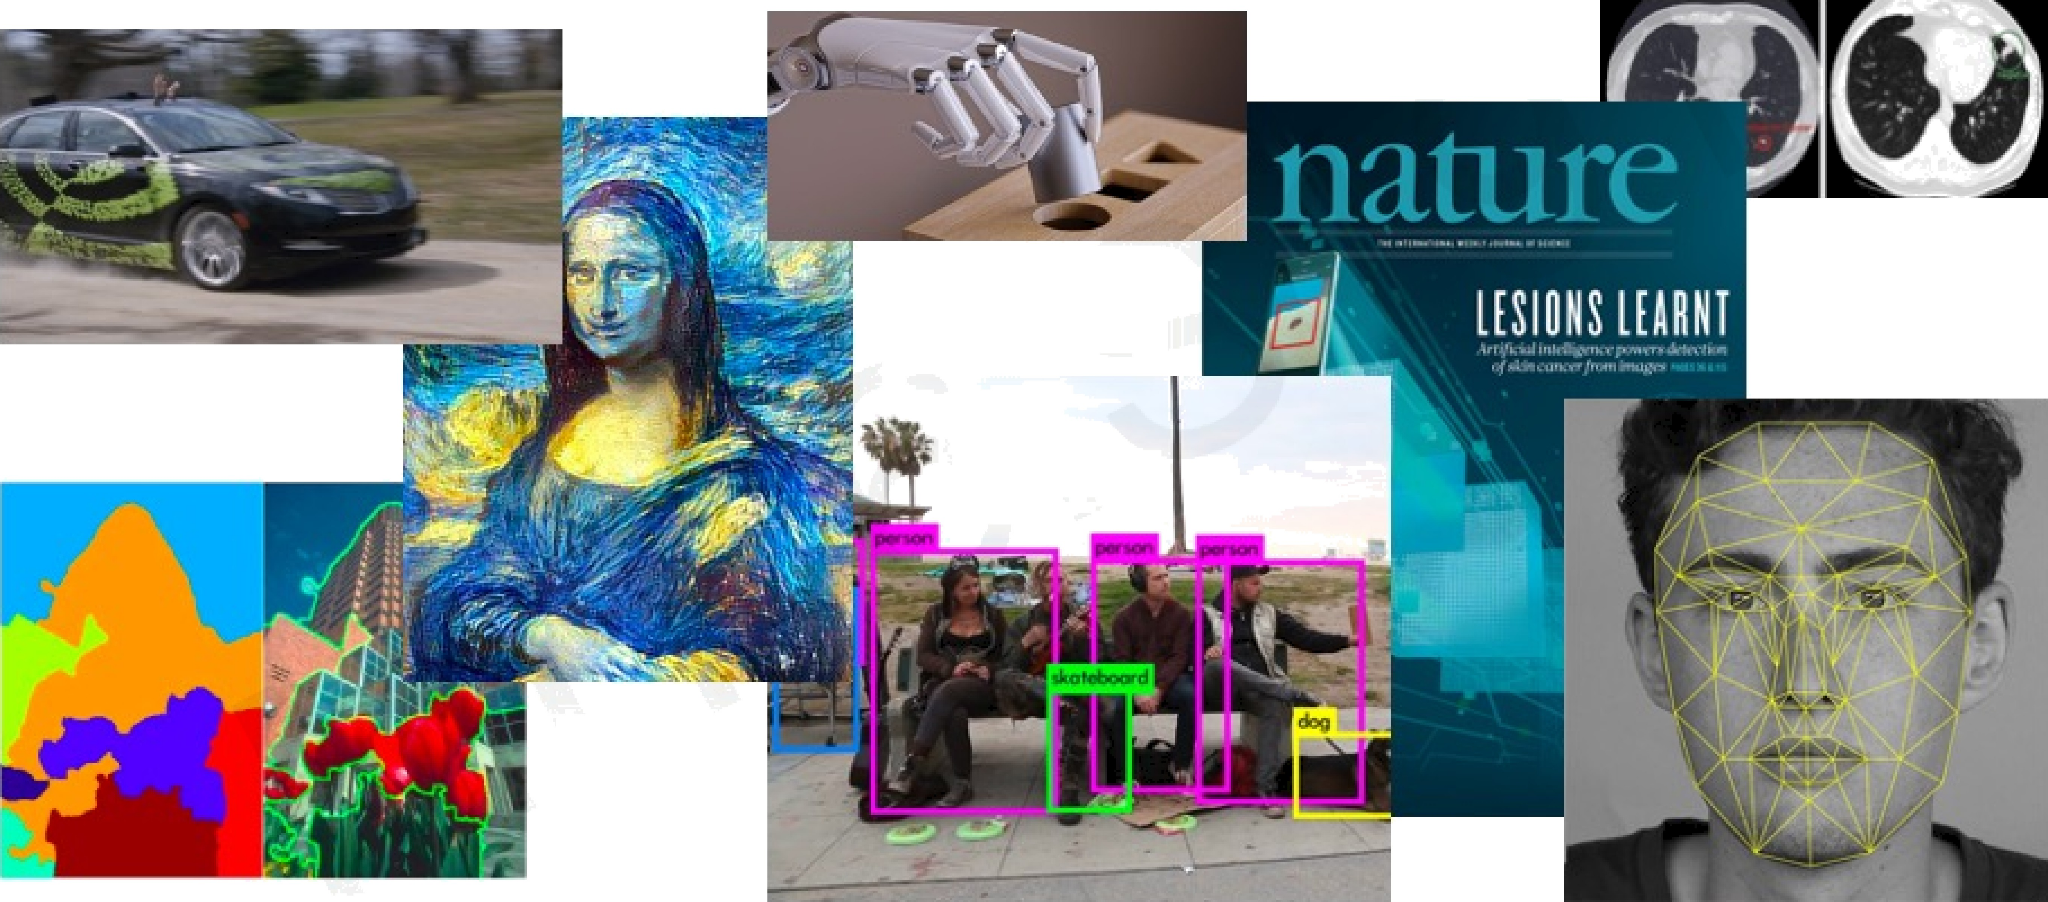 nature
THE INTERNATIONAL WEEKLY JOURNAL OF SCIENCE
LESIONS LEARNT
Artificial intelligence powers detection
of skin cancer from images
person
person
person
skateboard
dog